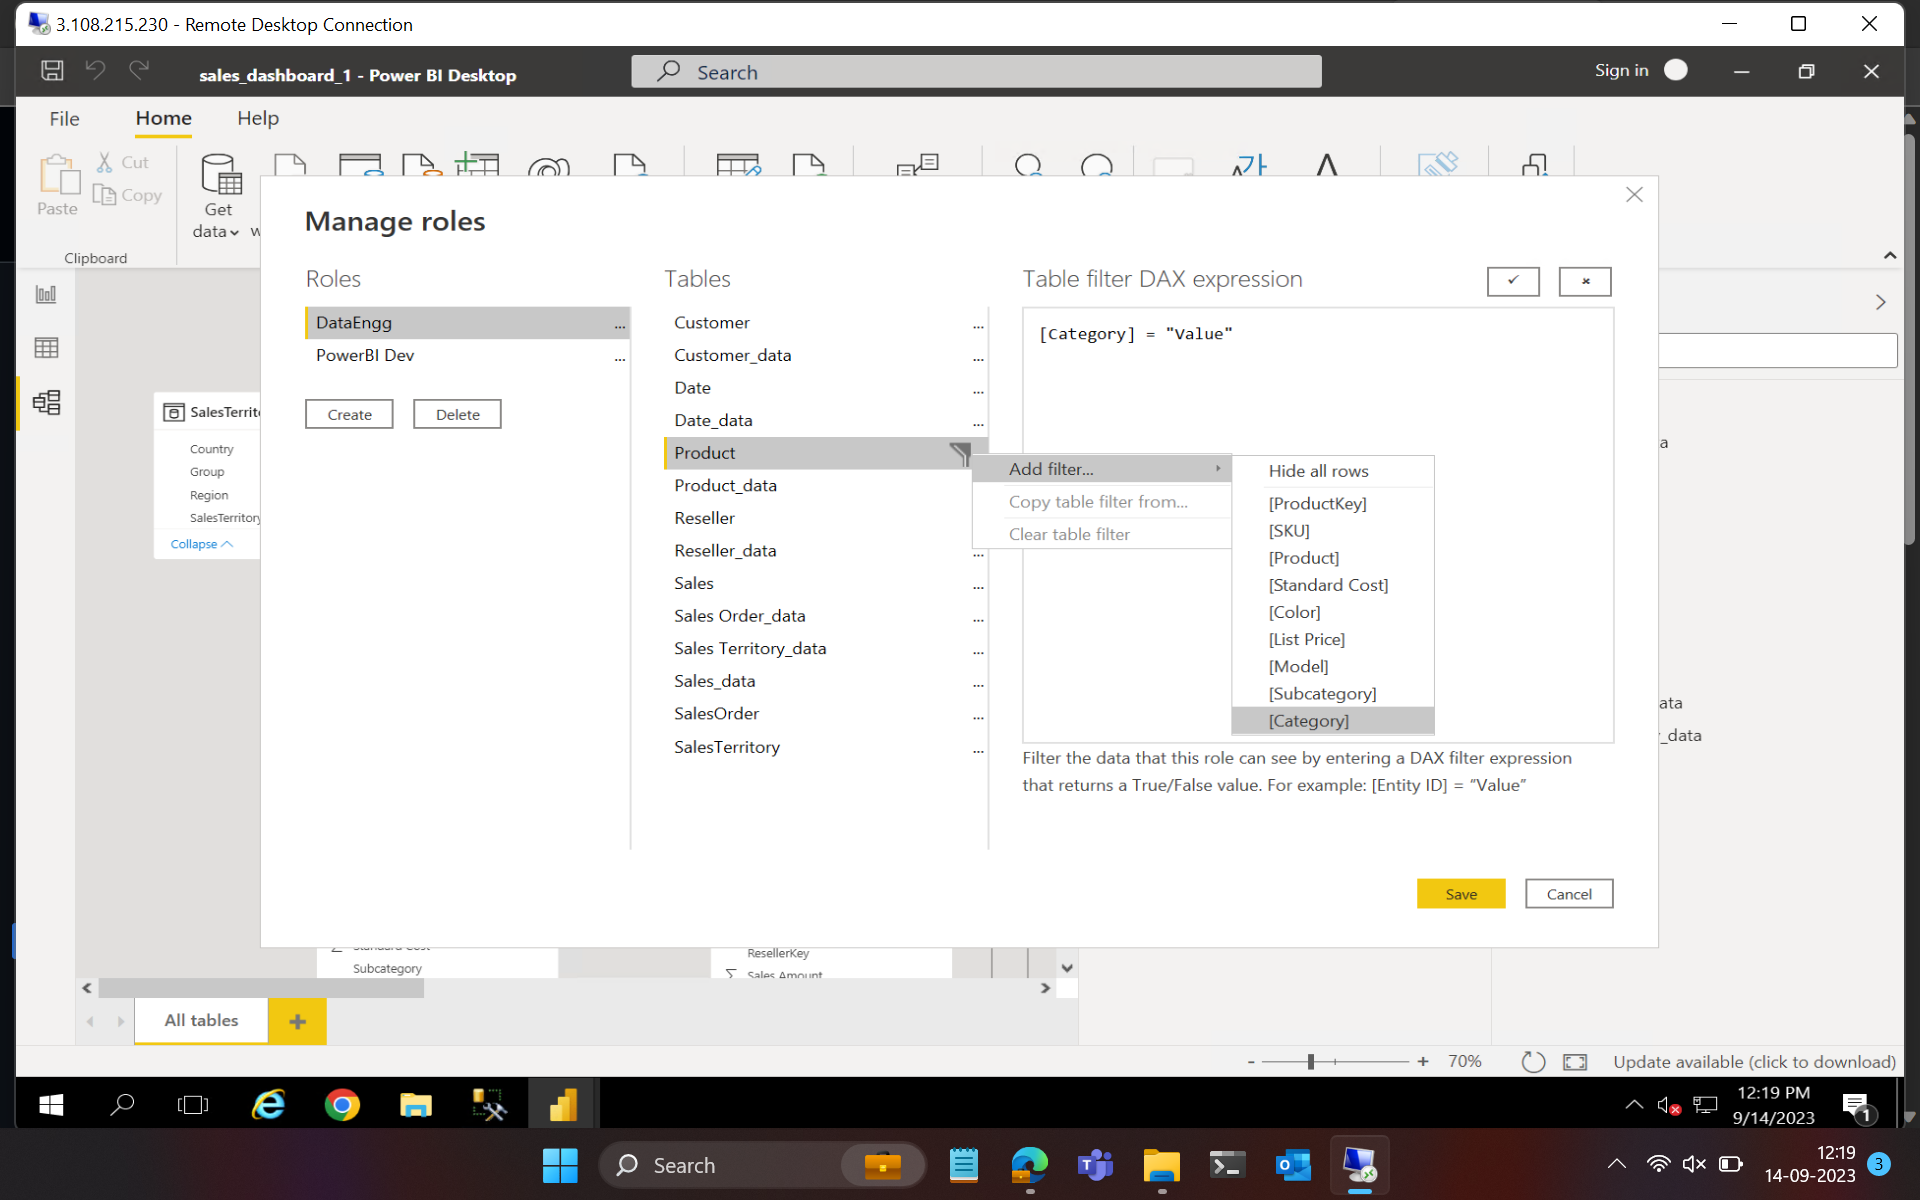 3.108.215.230 - Remote Desktop Connection
sales_dashboard_1 - Power BI Desktop
Search
Sign in
File
Home
Help
Paste
Cut
Copy
Clipboard
Get
data
Manage roles
Roles
DataEngg
...
PowerBI Dev
...
Create
Delete
Tables
Customer
...
Customer_data
...
Date
...
Date_data
...
Product
Product_data
Reseller
Reseller_data
...
Sales
...
Sales Order_data
...
Sales Territory_data
...
Sales_data
...
SalesOrder
...
SalesTerritory
...
Table filter DAX expression
[Category] = "Value"
Add filter...
Copy table filter from...
Clear table filter
Hide all rows
[ProductKey]
[SKU]
[Product]
[Standard Cost]
[Color]
[List Price]
[Model]
[Subcategory]
[Category]
Filter the data that this role can see by entering a DAX filter expression
that returns a True/False value. For example: [Entity ID] = "Value"
Save
Cancel
SalesTerrito
Country
Group
Region
SalesTerritory
Collapse
a
ata
_data
Subcategory
ResellerKey
Sales Amount
All tables
+
- + 70%
Update available (click to download)
12:19 PM
9/14/2023
1
Search
12:19
14-09-2023
3